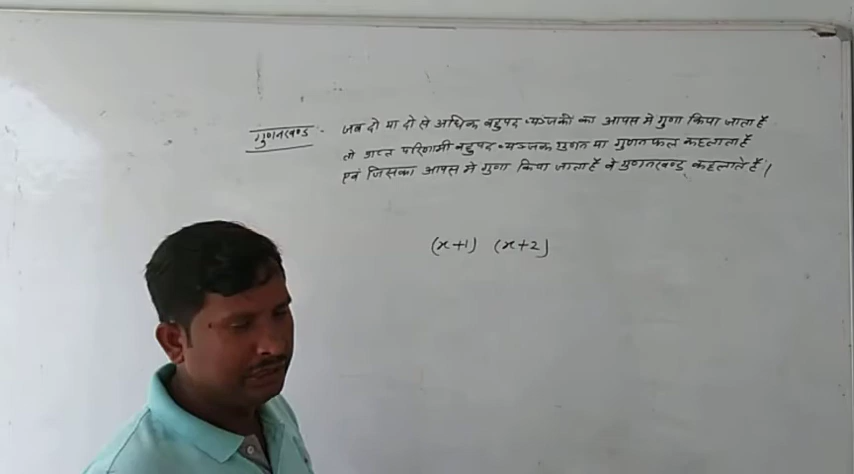 गुणनखण्ड - जब दो या दो से अधिक बहुपद व्यंजकों का आपस मे गुणा किया जाता है
तो प्राप्त परिणामी बहुपद व्यंजक गुणन या गुणनफल कहलाता है
एवं जिसका आपस मे गुणा किया जाता है वे गुणनखण्ड कहलाते है।
(x+1) (x+2)